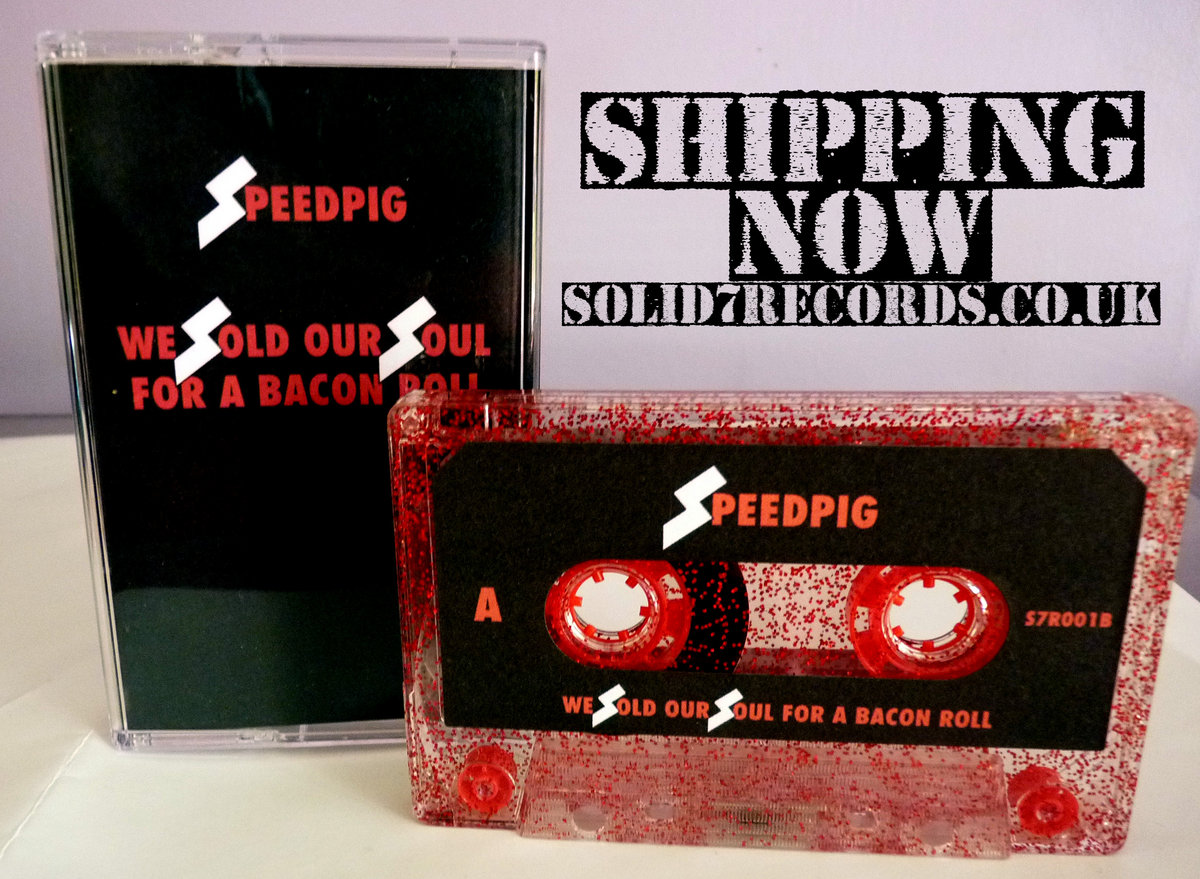 SPEEDPIG
WE SOLD OUR SOUL
FOR A BACON ROLL
SHIPPING
NOW
SOLID7RECORDS.CO.UK
SPEEDPIG
A
S7R001B
WE SOLD OUR SOUL FOR A BACON ROLL